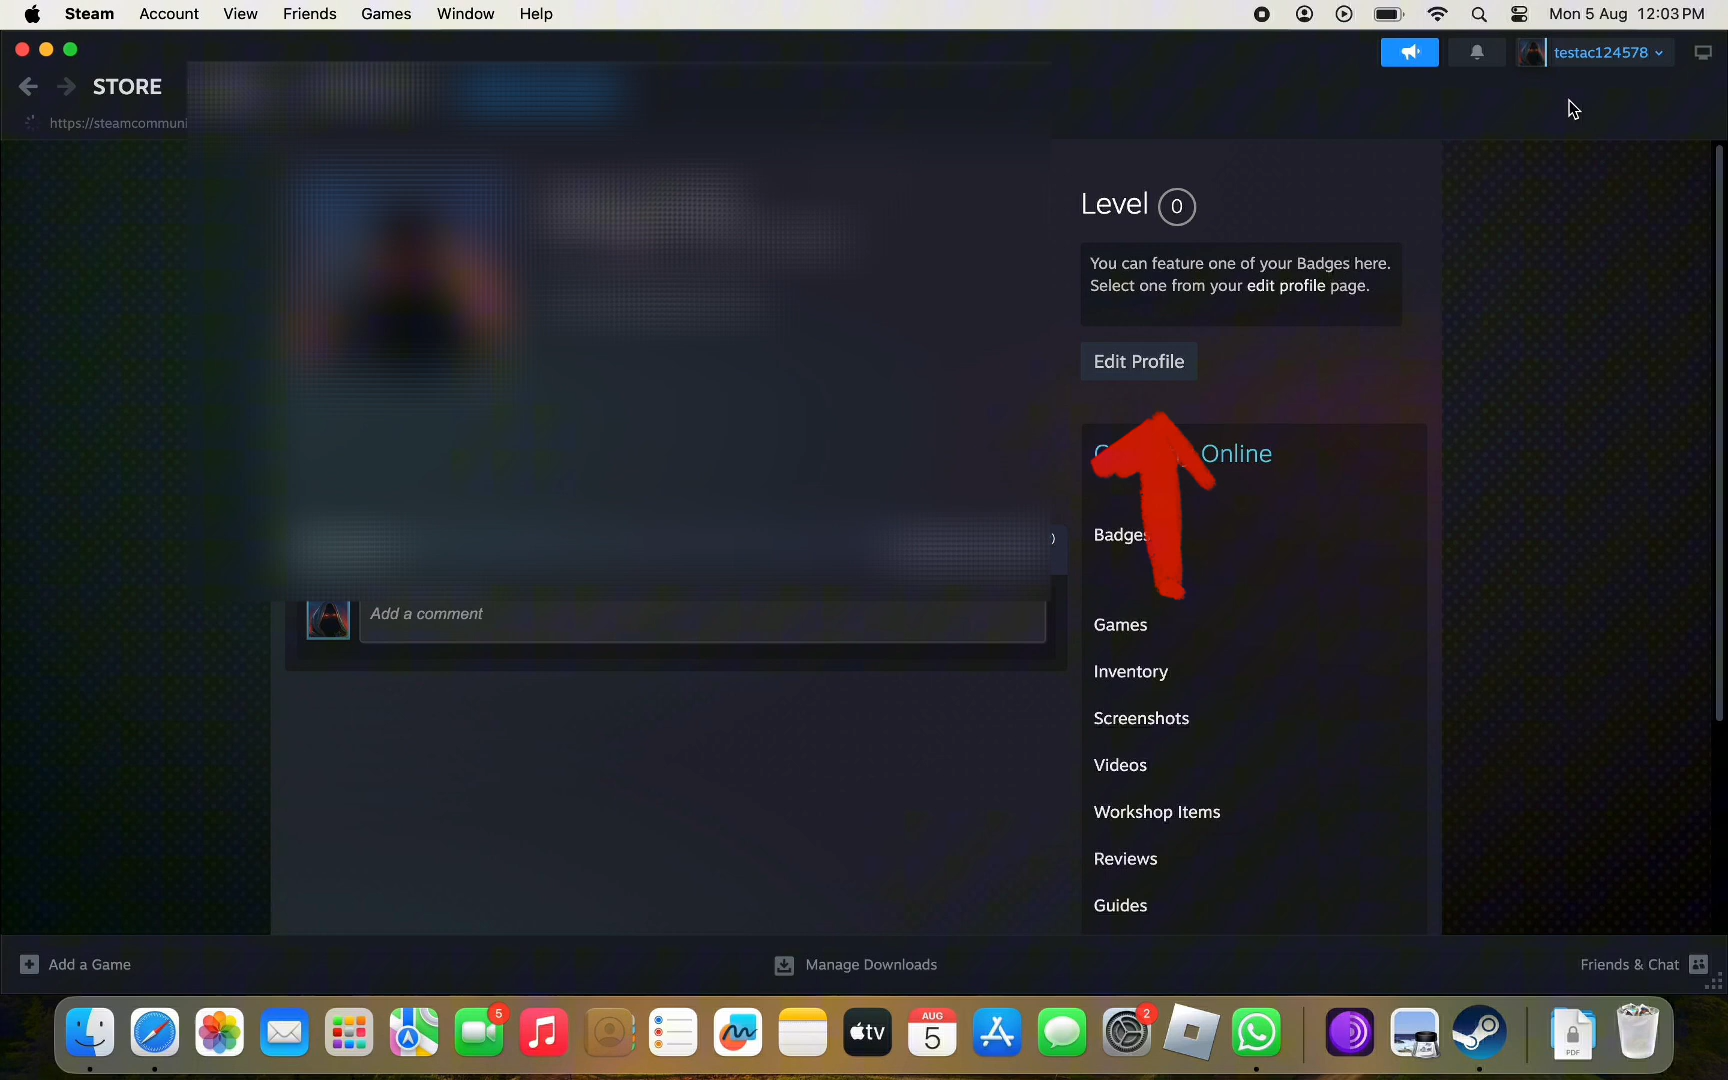 Steam Account View Friends Games Window Help
Mon 5 Aug 12:03 PM
testac124578
STORE
https://steamcommuni
Level 0
You can feature one of your Badges here.
Select one from your edit profile page.
Edit Profile
Online
Badges
)
Add a comment
Games
Inventory
Screenshots
Videos
Workshop Items
Reviews
Guides
Add a Game
Manage Downloads
Friends & Chat
5
tv
AUG
5
2
PDF